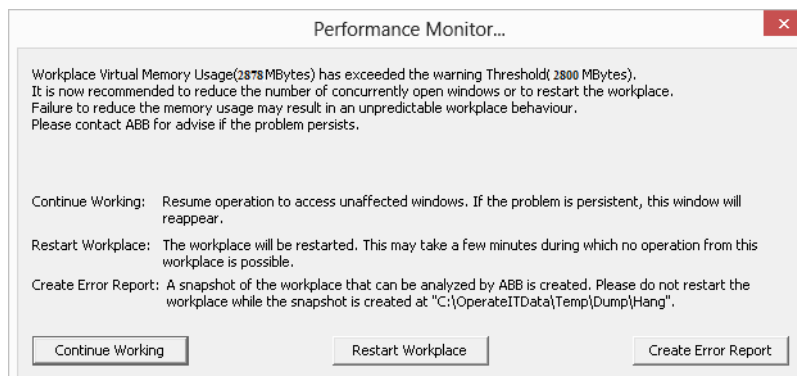 Performance Monitor...
Workplace Virtual Memory Usage(2878 MBytes) has exceeded the warning Threshold( 2800 MBytes).
It is now recommended to reduce the number of concurrently open windows or to restart the workplace.
Failure to reduce the memory usage may result in an unpredictable workplace behaviour.
Please contact ABB for advise if the problem persists.
Continue Working: Resume operation to access unaffected windows. If the problem is persistent, this window will
reappear.
Restart Workplace: The workplace will be restarted. This may take a few minutes during which no operation from this
workplace is possible.
Create Error Report: A snapshot of the workplace that can be analyzed by ABB is created. Please do not restart the
workplace while the snapshot is created at "C:\OperateITData\Temp\Dump\Hang".
Continue Working
Restart Workplace
Create Error Report